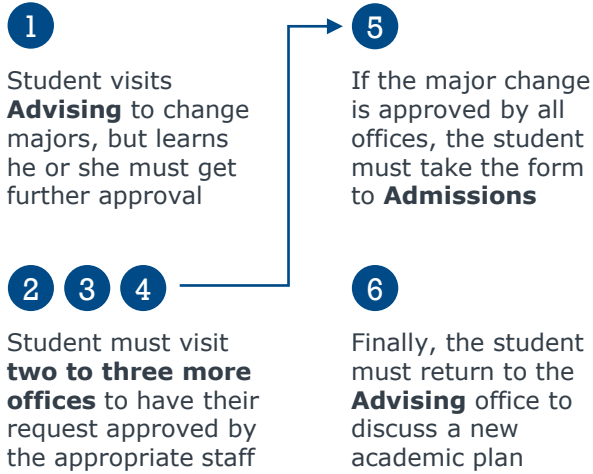 1
Student visits
Advising to change
majors, but learns
he or she must get
further approval
2 3 4
Student must visit
two to three more
offices to have their
request approved by
the appropriate staff
5
If the major change
is approved by all
offices, the student
must take the form
to Admissions
6
Finally, the student
must return to the
Advising office to
discuss a new
academic plan